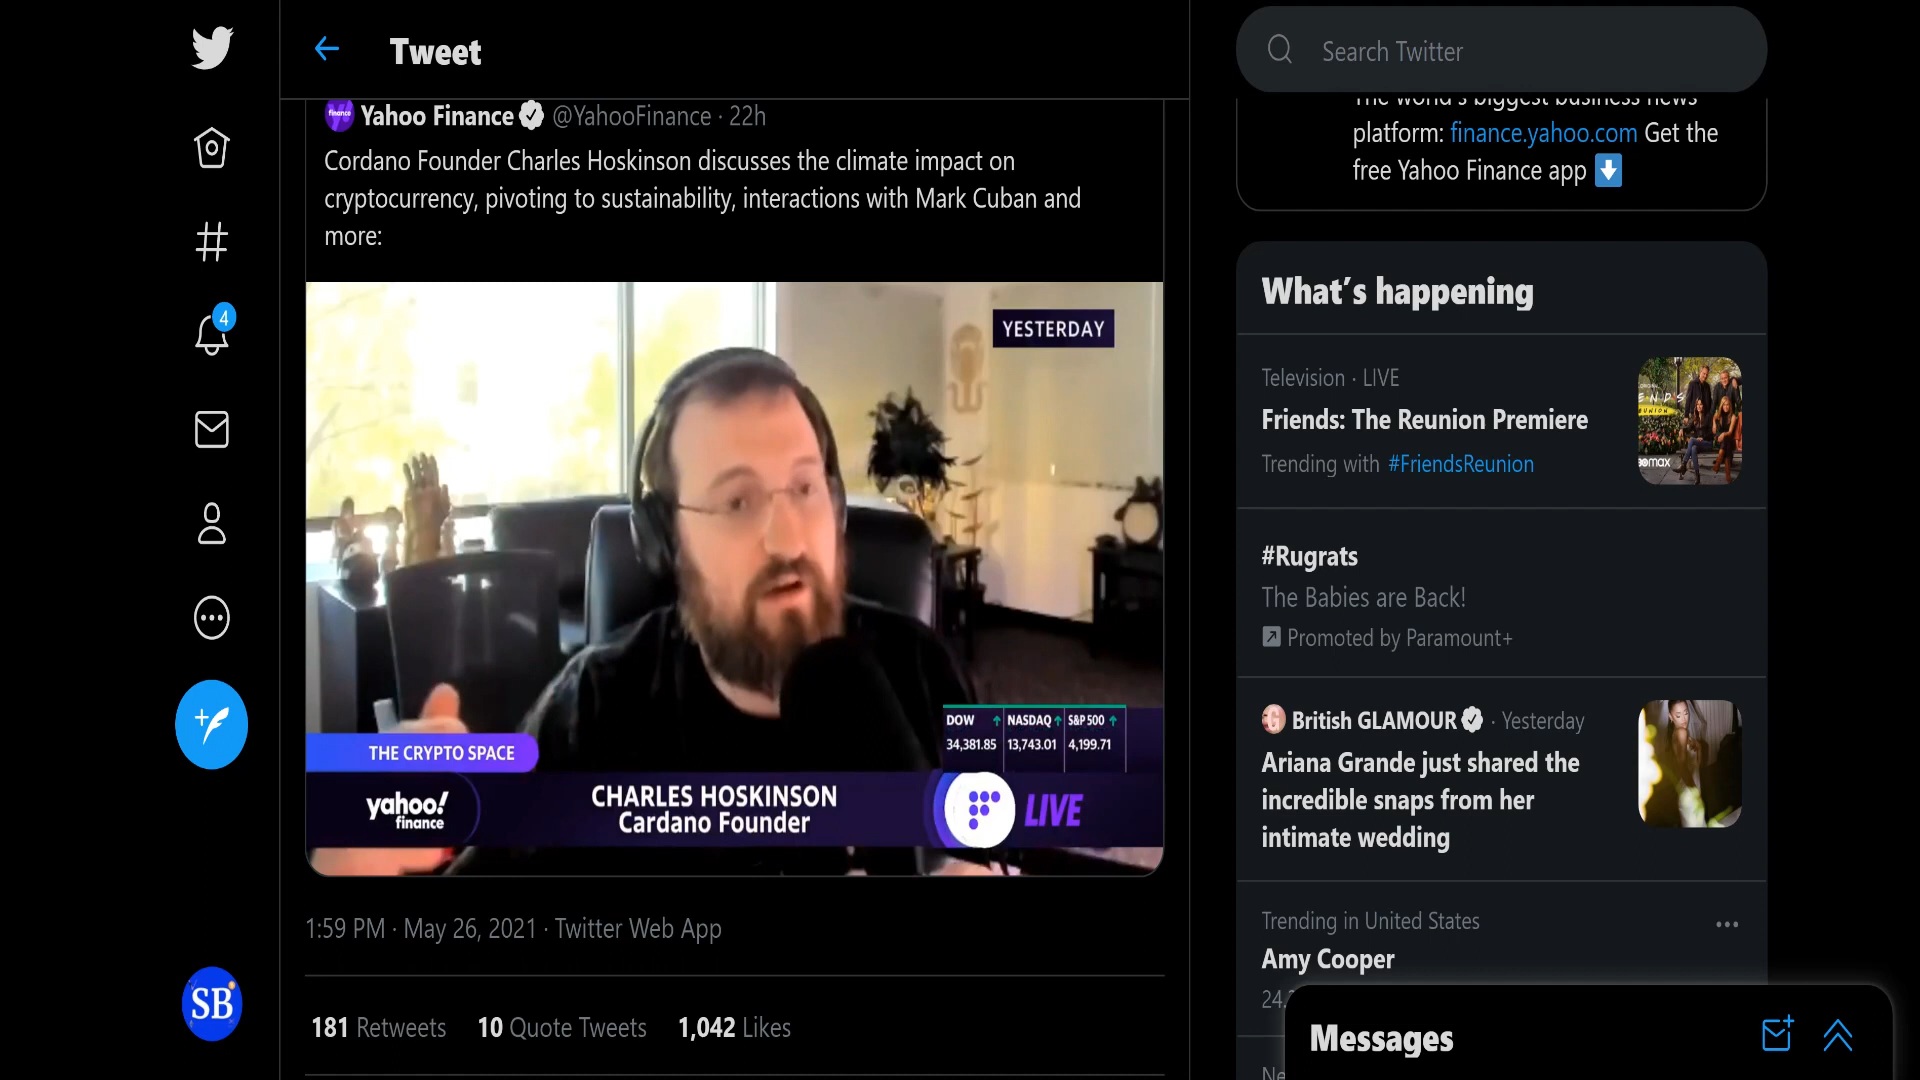 Tweet
Search Twitter
finance
Yahoo Finance @YahooFinance · 22h
Cordano Founder Charles Hoskinson discusses the climate impact on
cryptocurrency, pivoting to sustainability, interactions with Mark Cuban and
more:
YESTERDAY
DOW NASDAQ S&P 500
34,381.85 13,743.01 4,199.71
THE CRYPTO SPACE
yahoo!
finance
CHARLES HOSKINSON
Cardano Founder
LIVE
1:59 PM · May 26, 2021 · Twitter Web App
181 Retweets 10 Quote Tweets 1,042 Likes
4
SB
The world's biggest business news
platform: finance.yahoo.com Get the
free Yahoo Finance app
What's happening
Television · LIVE
Friends: The Reunion Premiere
Trending with #FriendsReunion
#Rugrats
The Babies are Back!
Promoted by Paramount+
British GLAMOUR · Yesterday
Ariana Grande just shared the
incredible snaps from her
intimate wedding
Trending in United States
Amy Cooper
Messages